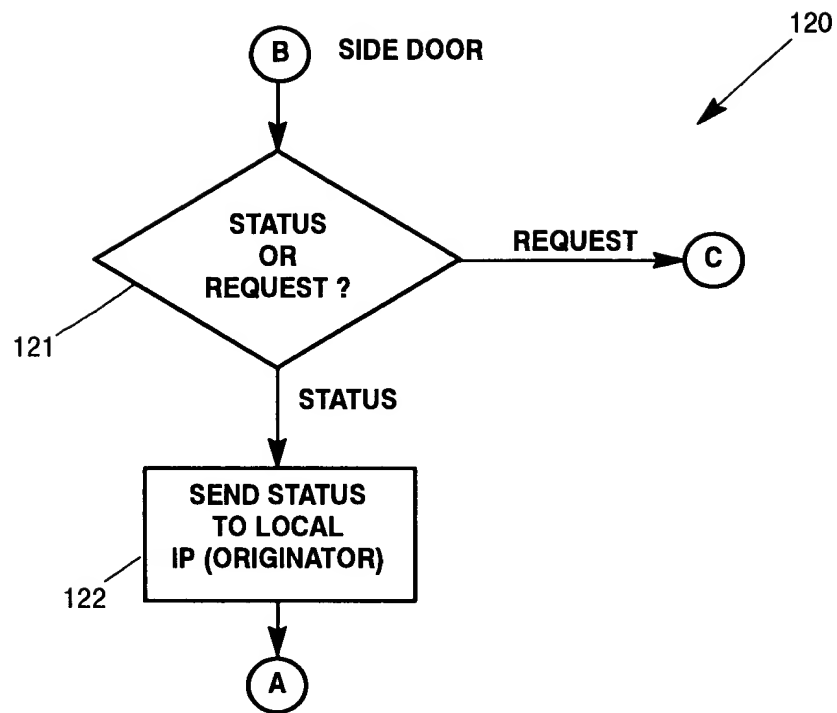 120
B SIDE DOOR
STATUS
OR
REQUEST ?
REQUEST
C
121
STATUS
SEND STATUS
TO LOCAL
IP (ORIGINATOR)
122
A